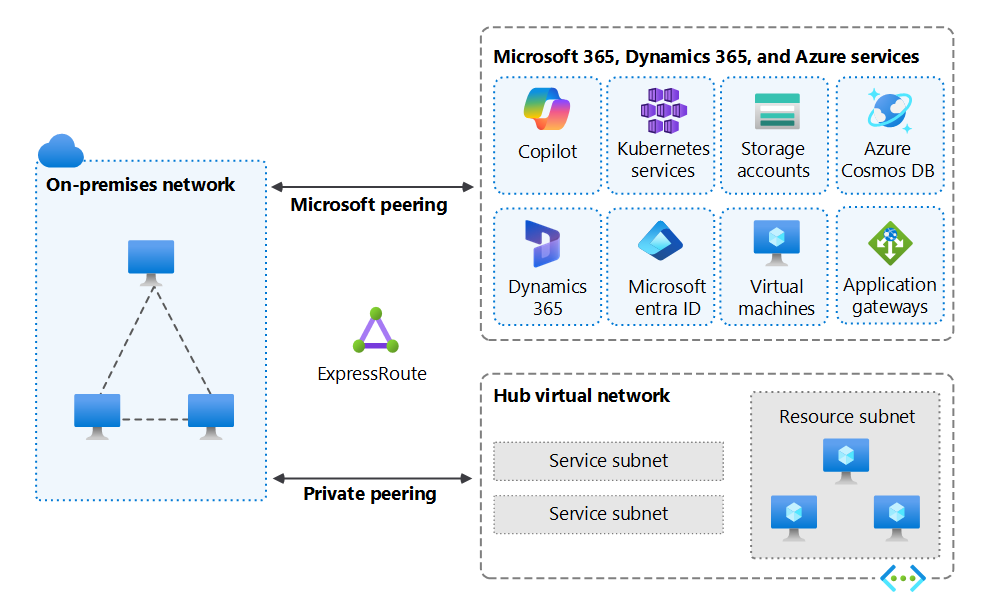 Microsoft 365, Dynamics 365, and Azure services
Copilot
Kubernetes
services
Storage
accounts
Azure
Cosmos DB
On-premises network
Microsoft peering
Dynamics
365
Microsoft
entra ID
Virtual
machines
Application
gateways
ExpressRoute
Hub virtual network
Resource subnet
Service subnet
Service subnet
Private peering